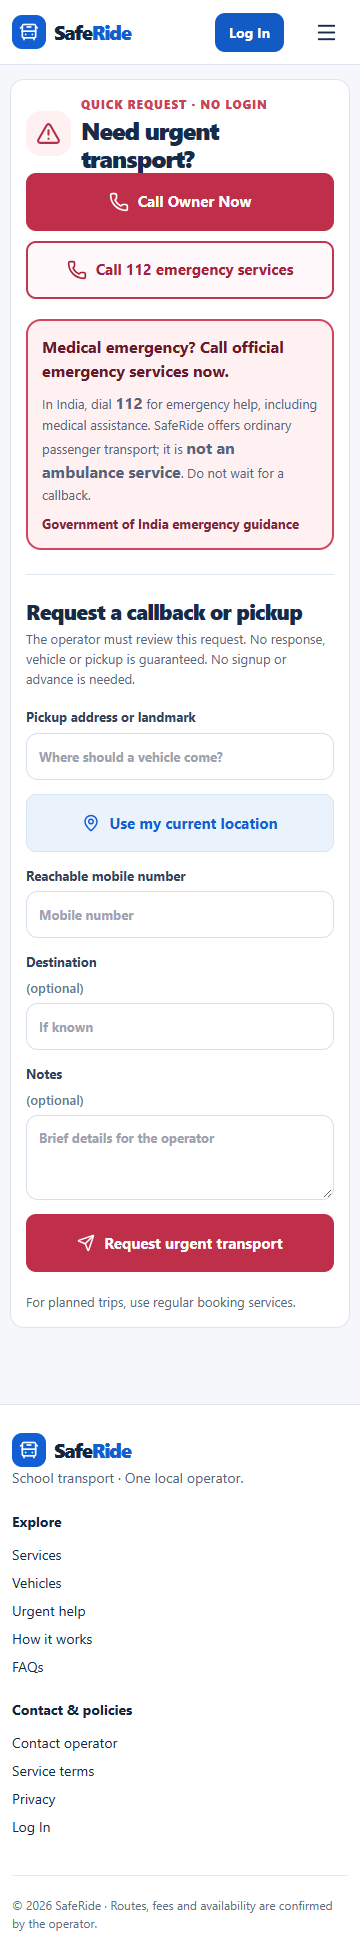 SafeRide
Log In
QUICK REQUEST · NO LOGIN
Need urgent
transport?
Call Owner Now
Call 112 emergency services
Medical emergency? Call official
emergency services now.
In India, dial 112 for emergency help, including
medical assistance. SafeRide offers ordinary
passenger transport; it is not an
ambulance service. Do not wait for a
callback.
Government of India emergency guidance
Request a callback or pickup
The operator must review this request. No response,
vehicle or pickup is guaranteed. No signup or
advance is needed.
Pickup address or landmark
Where should a vehicle come?
Use my current location
Reachable mobile number
Mobile number
Destination
(optional)
If known
Notes
(optional)
Brief details for the operator
Request urgent transport
For planned trips, use regular booking services.
SafeRide
School transport · One local operator.
Explore
Services
Vehicles
Urgent help
How it works
FAQs
Contact & policies
Contact operator
Service terms
Privacy
Log In
© 2026 SafeRide · Routes, fees and availability are confirmed
by the operator.